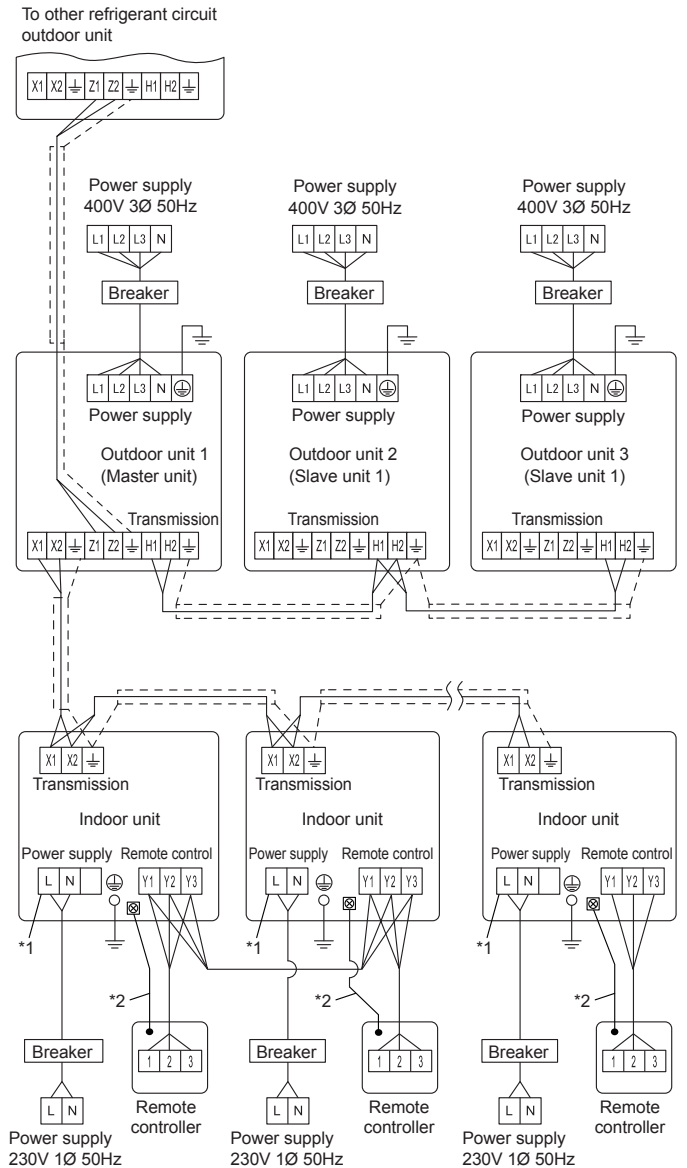 To other refrigerant circuit
outdoor unit
X1 X2 Z1 Z2 H1 H2
Power supply
400V 3Ø 50Hz
Power supply
400V 3Ø 50Hz
Power supply
400V 3Ø 50Hz
L1 L2 L3 N
L1 L2 L3 N
L1 L2 L3 N
Breaker
Breaker
Breaker
L1 L2 L3 N
L1 L2 L3 N
L1 L2 L3 N
Power supply
Power supply
Power supply
Outdoor unit 1
(Master unit)
Outdoor unit 2
(Slave unit 1)
Outdoor unit 3
(Slave unit 1)
Transmission
Transmission
Transmission
X1 X2 Z1 Z2 H1 H2
X1 X2 Z1 Z2 H1 H2
X1 X2 Z1 Z2 H1 H2
X1 X2
X1 X2
X1 X2
Transmission
Transmission
Transmission
Indoor unit
Indoor unit
Indoor unit
Power supply Remote control
Power supply Remote control
Power supply Remote control
L N Y1 Y2 Y3
L N Y1 Y2 Y3
L N Y1 Y2 Y3
*1
*1
*1
*2
*2
*2
Breaker
1 2 3
Breaker
1 2 3
Breaker
1 2 3
L N
Remote
controller
L N
Remote
controller
L N
Remote
controller
Power supply
230V 1Ø 50Hz
Power supply
230V 1Ø 50Hz
Power supply
230V 1Ø 50Hz